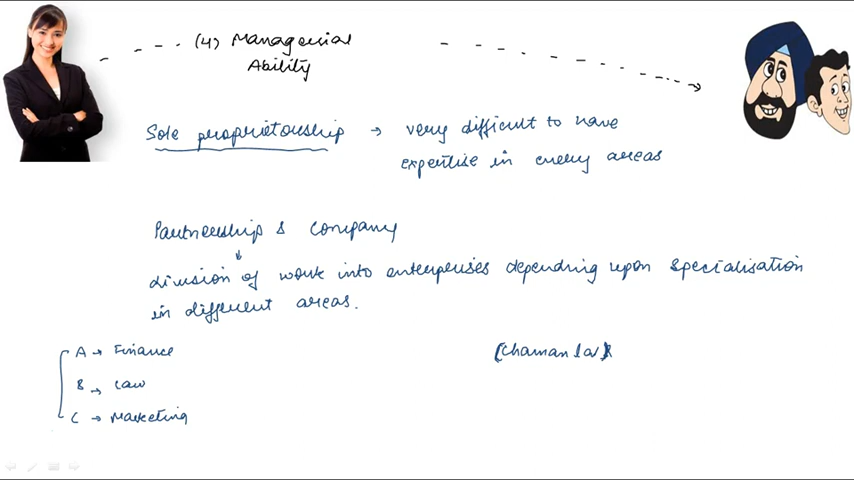 (4) Managerial
Ability
Sole proprietorship → very difficult to have
expertise in every areas
Partnership & company
↓
division of work into enterprises depending upon specialisation
in different areas.
A → Finance
B → Law
C → Marketing
(Chaman lal)